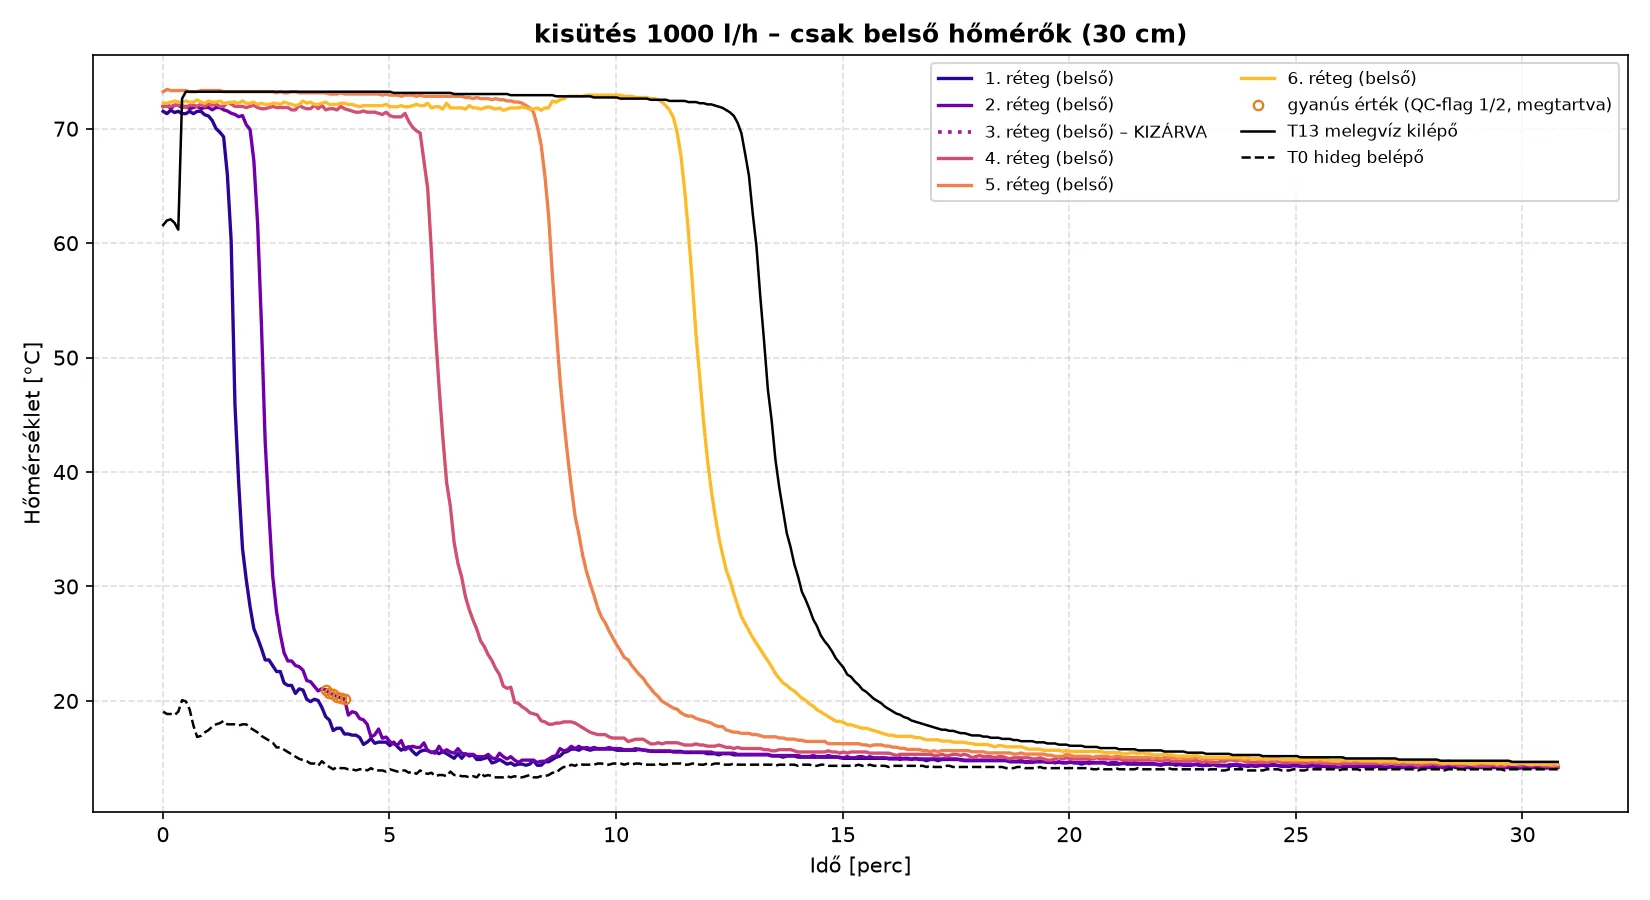 kisütés 1000 l/h – csak belső hőmérők (30 cm)
1. réteg (belső)
2. réteg (belső)
3. réteg (belső) – KIZÁRVA
4. réteg (belső)
5. réteg (belső)
6. réteg (belső)
gyanús érték (QC-flag 1/2, megtartva)
T13 melegvíz kilépő
T0 hideg belépő
Hőmérséklet [°C]
70
60
50
40
30
20
0 5 10 15 20 25 30
Idő [perc]